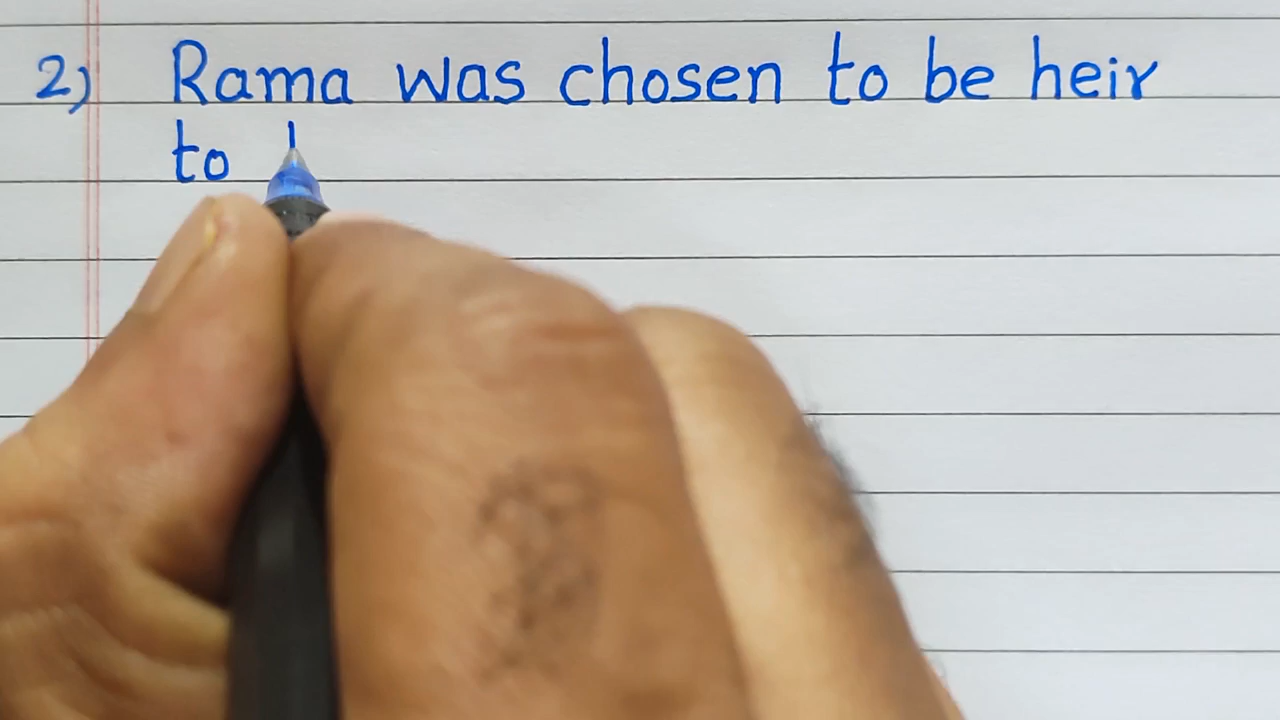 2) Rama was chosen to be heir
to